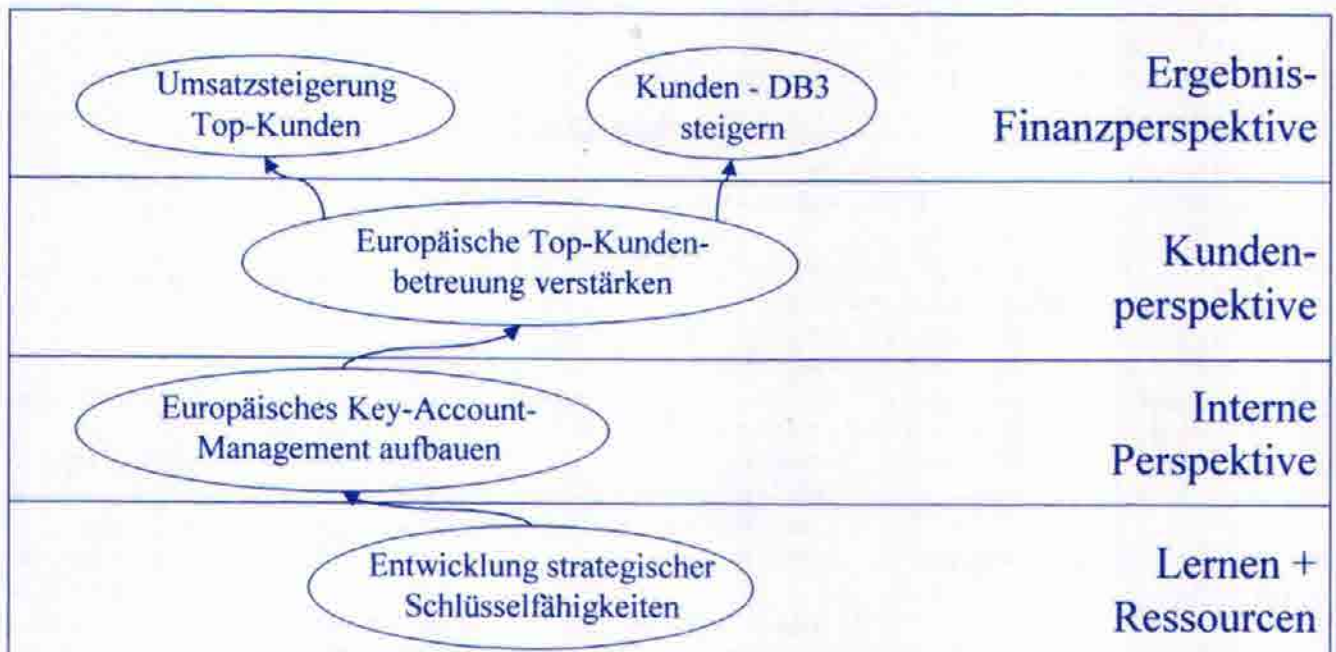 Umsatzsteigerung
Top-Kunden
Kunden - DB3
steigern
Ergebnis-
Finanzperspektive
Europäische Top-Kunden-
betreuung verstärken
Kunden-
perspektive
Europäisches Key-Account-
Management aufbauen
Interne
Perspektive
Entwicklung strategischer
Schlüsselfähigkeiten
Lernen +
Ressourcen